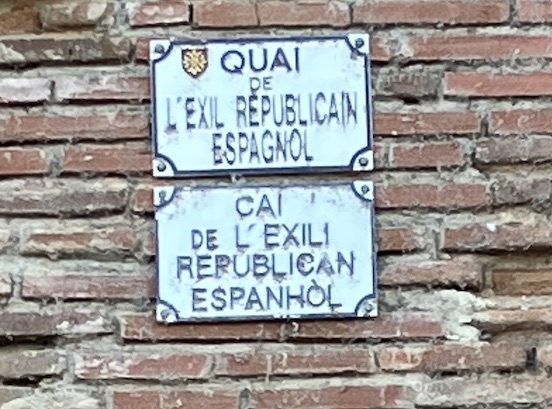 QUAI
DE
L'EXIL RÉPUBLICAIN
ESPAGNOL
CAI
DE L'EXILI
REPUBLICAN
ESPANHÒL